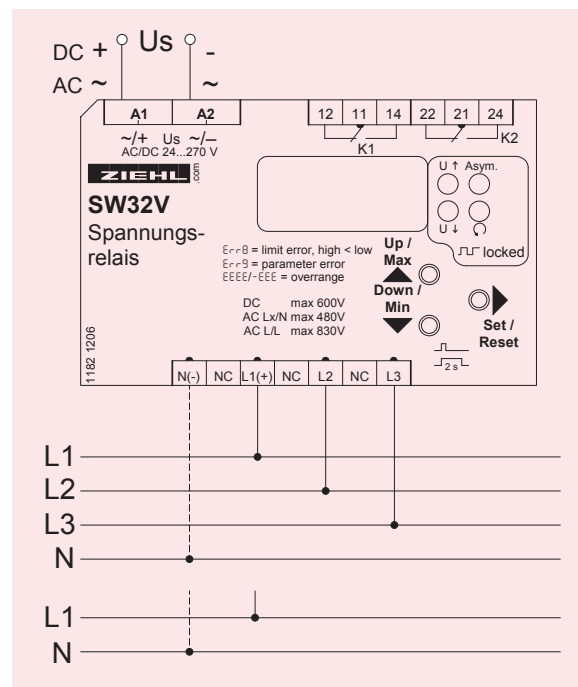 DC + Us -
AC ~ ~
A1 A2 12 11 14 22 21 24
~/+ Us ~/–
AC/DC 24...270 V
K1 K2
ZIEHL .com
U ↑ Asym.
SW32V
Spannungs-
relais
U ↓
locked
Err8 = limit error, high < low
Err9 = parameter error
EEEE/-EEE = overrange
Up /
Max
Down /
Min
DC max 600V
AC Lx/N max 480V
AC L/L max 830V
Set /
Reset
2 s
1182 1206
N(-) NC L1(+) NC L2 NC L3
L1
L2
L3
N
L1
N